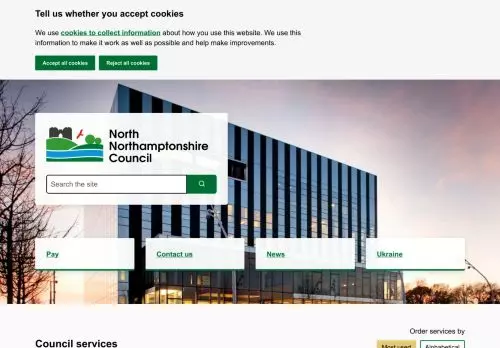 Tell us whether you accept cookies
We use cookies to collect information about how you use this website. We use
this information to make it work as well as possible and help make improvements.
Accept all cookies
Reject all cookies
North
Northamptonshire
Council
Search the site
Pay
Contact us
News
Ukraine
Order services by
Council services
Most used
Alphabetical